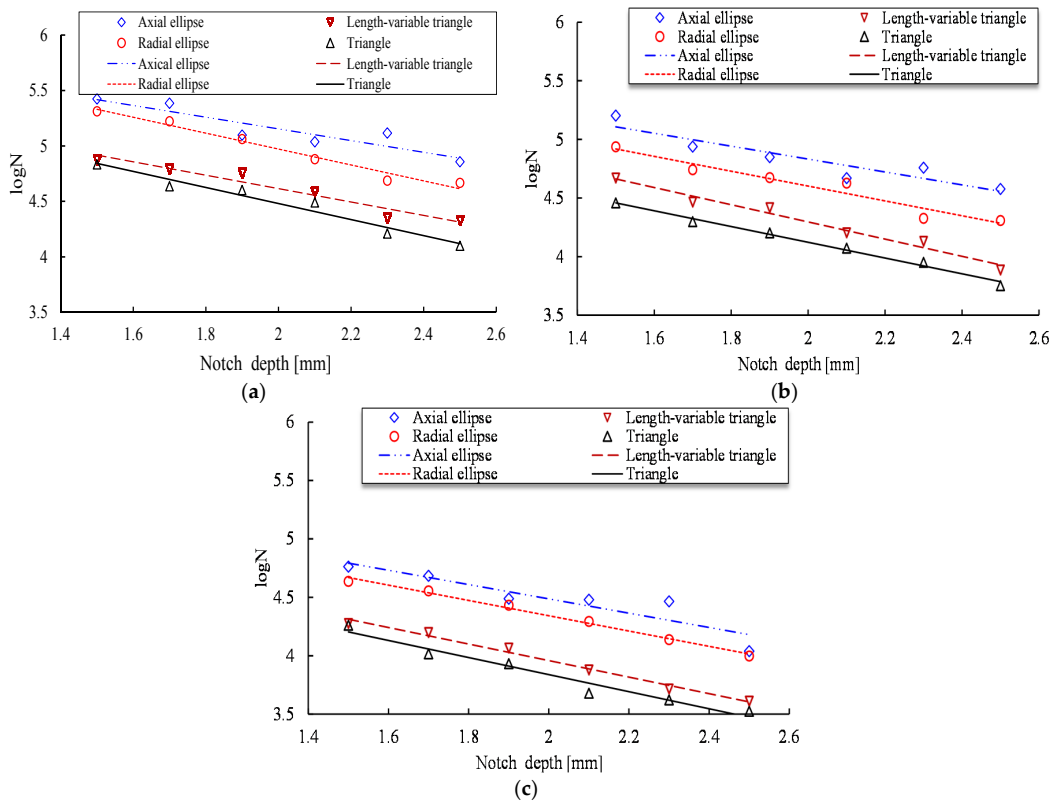 Axial ellipse Length-variable triangle
Radial ellipse Triangle
Axical ellipse Length-variable triangle
Radial ellipse Triangle
6
5.5
5
4.5
4
3.5
logN
1.4 1.6 1.8 2 2.2 2.4 2.6
Notch depth [mm]
(a)
Axial ellipse Length-variable triangle
Radial ellipse Triangle
Axial ellipse Length-variable triangle
Radial ellipse Triangle
6
5.5
5
4.5
4
3.5
logN
1.4 1.6 1.8 2 2.2 2.4 2.6
Notch depth [mm]
(b)
Axial ellipse Length-variable triangle
Radial ellipse Triangle
Axial ellipse Length-variable triangle
Radial ellipse Triangle
6
5.5
5
4.5
4
3.5
logN
1.4 1.6 1.8 2 2.2 2.4 2.6
Notch depth [mm]
(c)